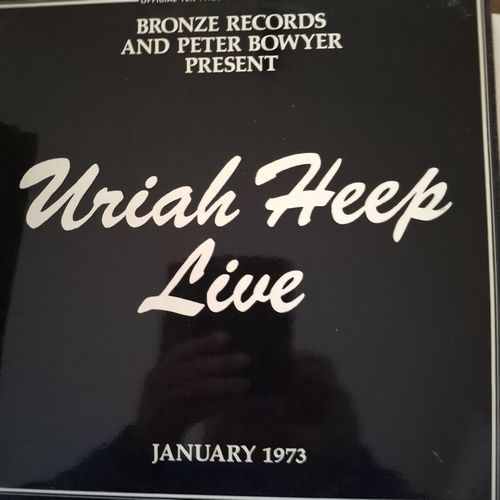 BRONZE RECORDS
AND PETER BOWYER
PRESENT
Uriah Heep
Live
JANUARY 1973